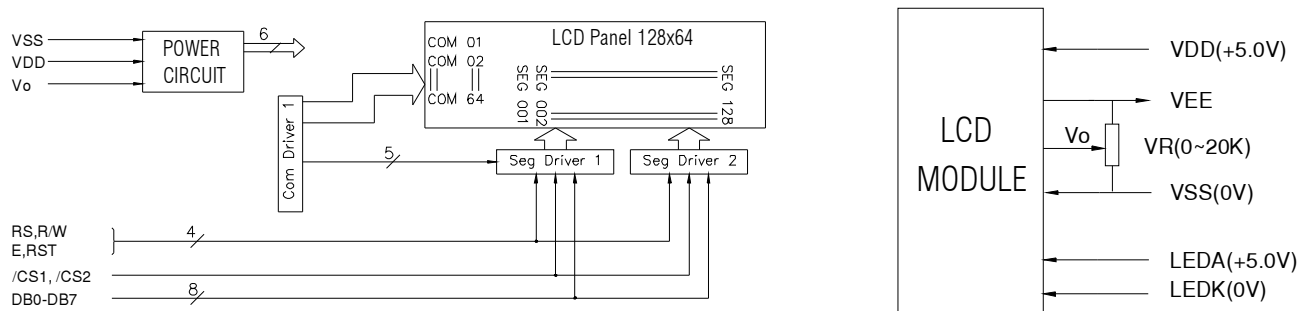 VSS
VDD
Vo
POWER
CIRCUIT
6
LCD Panel 128x64
COM 01
COM 02
COM 64
SEG 001
SEG 002
SEG 128
Com Driver 1
5
Seg Driver 1
Seg Driver 2
RS,R/W
E,RST
4
/CS1, /CS2
DB0-DB7
8
LCD
MODULE
VDD(+5.0V)
VEE
Vo
VR(0~20K)
VSS(0V)
LEDA(+5.0V)
LEDK(0V)